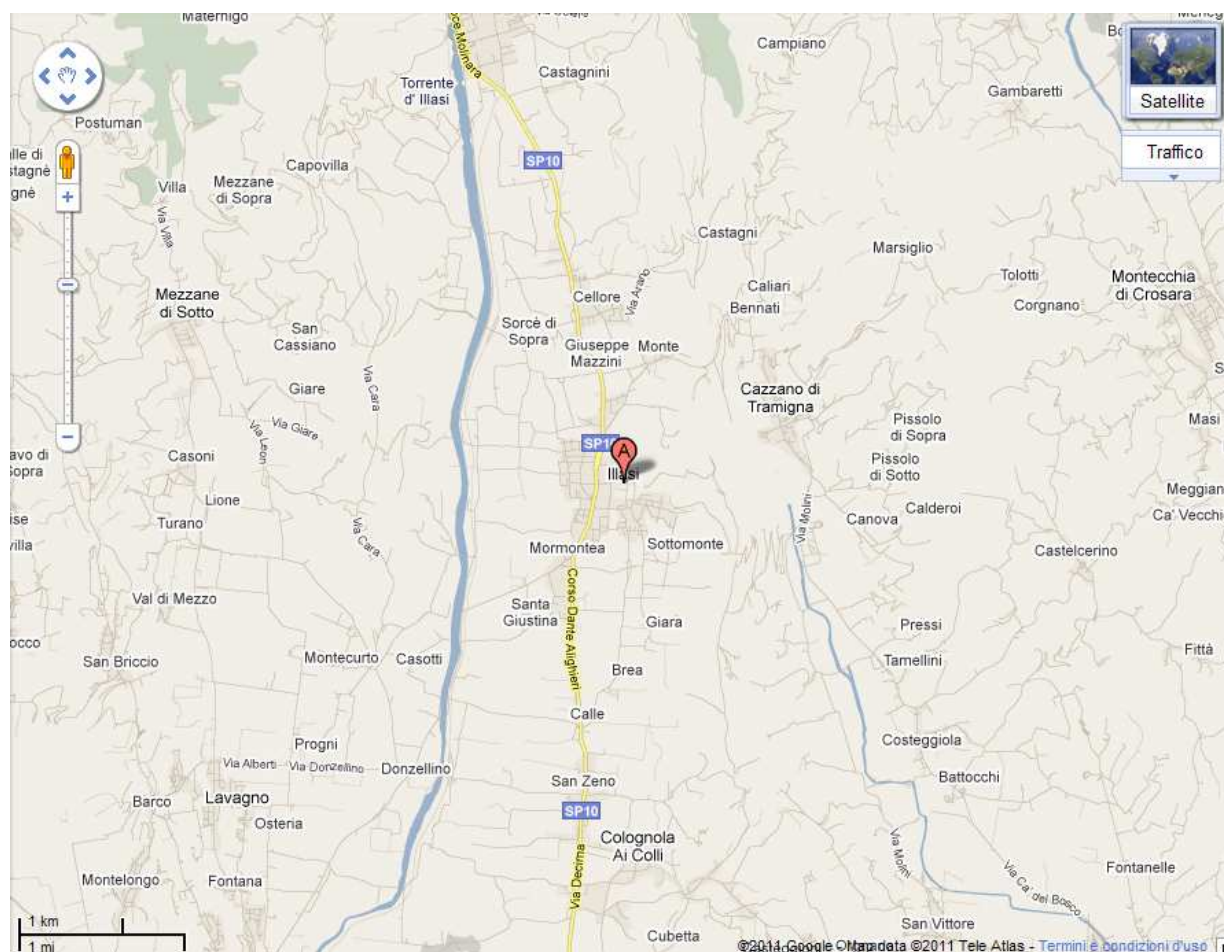 Maternigo
Campiano
Castagnini
Torrente
d' Illasi
Gambaretti
Satellite
Postuman
SP10
Traffico
Capovilla
Villa
Mezzane
di Sopra
Via Villa
Castagni
Marsiglio
Tolotti
Montecchia
di Crosara
Caliari
Cellore
Via Arano
Mezzane
di Sotto
Bennati
Corgnano
Sorcè di
Sopra
San
Cassiano
Giuseppe
Mazzini
Monte
Giare
Via Cara
Cazzano di
Tramigna
Pissolo
di Sopra
Masi
Via Giare
Via Leon
SP10
A
Illasi
Casoni
Pissolo
di Sotto
Lione
Turano
Via Cara
Via Molini
Canova
Calderoi
Meggian
Ca' Vecchi
Mormontea
Sottomonte
Castelcerino
Val di Mezzo
Corso Dante Alighieri
Santa
Giustina
Giara
Pressi
San Briccio
Montecurto
Casotti
Brea
Tamellini
Fittà
Calle
Progni
Costeggiola
Via Alberti
Via Donzellino
Donzellino
San Zeno
Battocchi
Barco
Lavagno
SP10
Osteria
Colognola
Ai Colli
Via Decima
Via Molini
Montelongo
Fontana
Via Ca' del Bosco
Fontanelle
1 km
San Vittore
1 mi
Cubetta
©2011 Google - Map data ©2011 Tele Atlas - Termini e condizioni d'uso